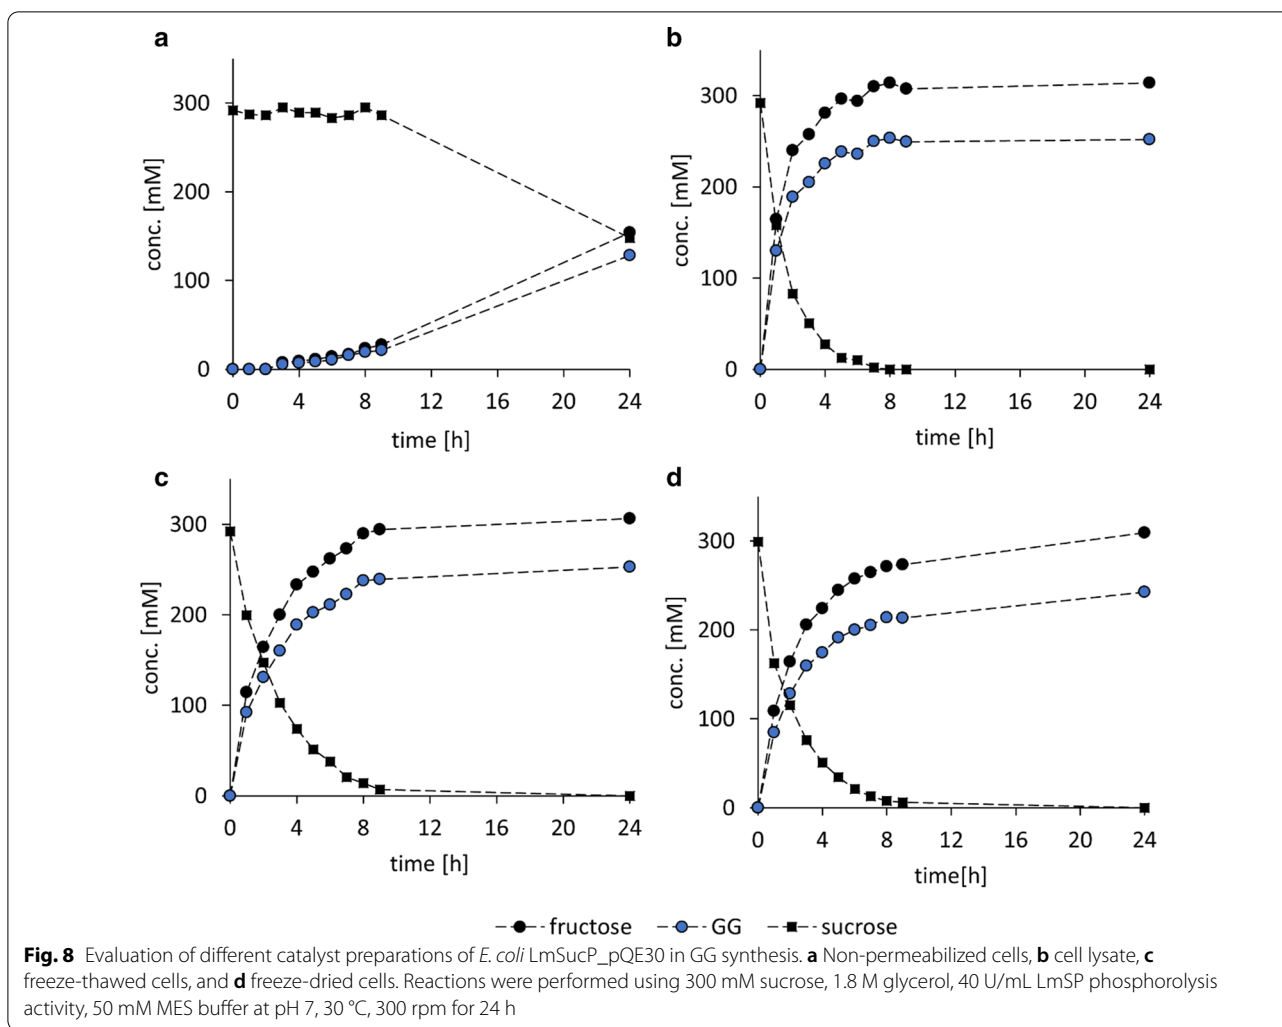 a
conc. [mM]
300
200
100
0
0 4 8 12 16 20 24
time [h]
b
conc. [mM]
300
200
100
0
0 4 8 12 16 20 24
time [h]
c
conc. [mM]
300
200
100
0
0 4 8 12 16 20 24
time [h]
d
conc. [mM]
300
200
100
0
0 4 8 12 16 20 24
time[h]
fructose GG sucrose
Fig. 8 Evaluation of different catalyst preparations of E. coli LmSucP_pQE30 in GG synthesis. a Non-permeabilized cells, b cell lysate, c
freeze-thawed cells, and d freeze-dried cells. Reactions were performed using 300 mM sucrose, 1.8 M glycerol, 40 U/mL LmSP phosphorolysis
activity, 50 mM MES buffer at pH 7, 30 °C, 300 rpm for 24 h